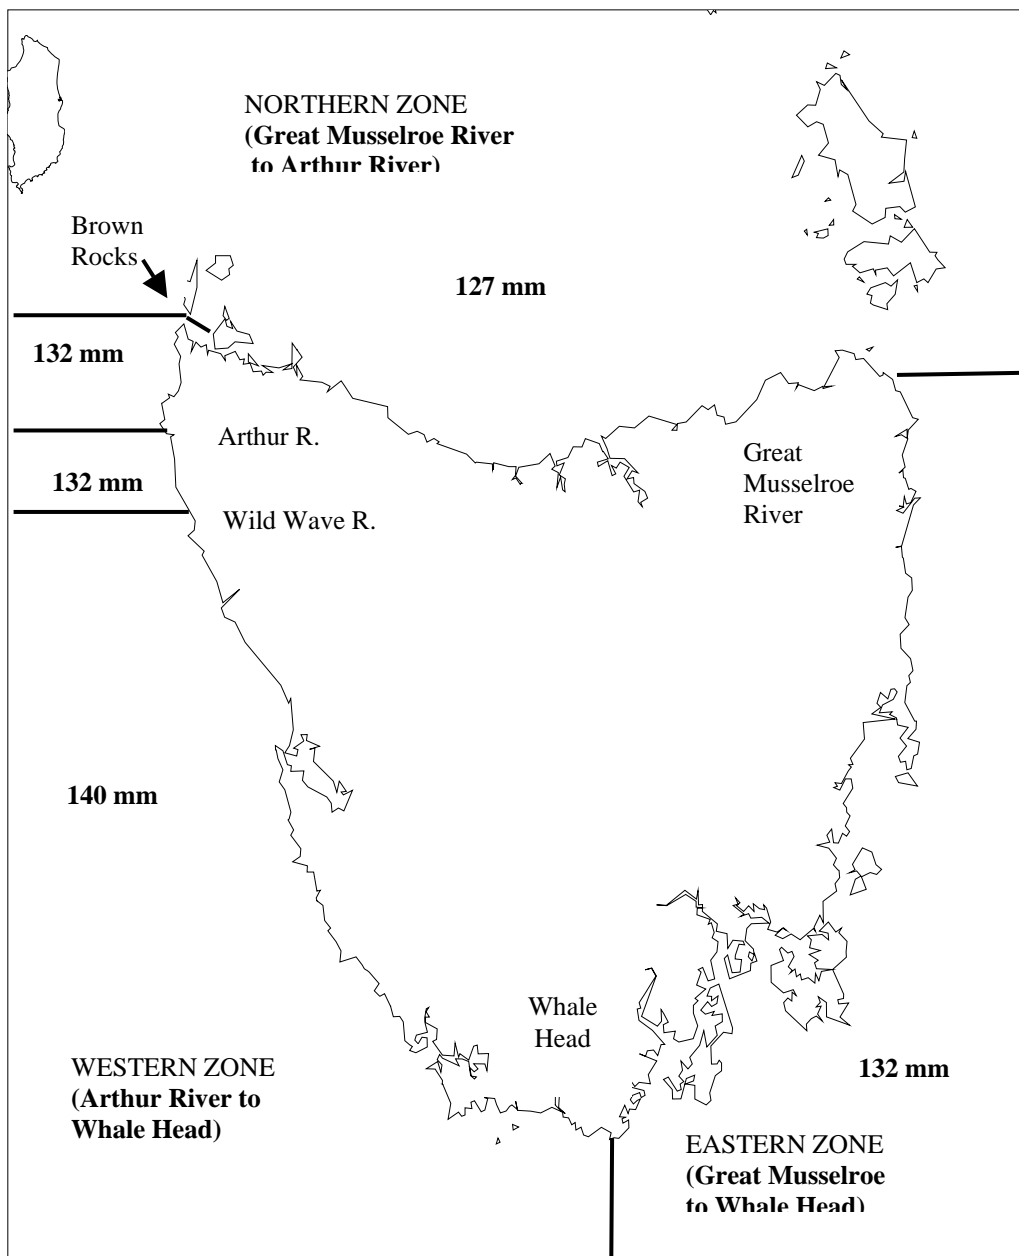 NORTHERN ZONE
(Great Musselroe River
to Arthur River)
Brown
Rocks
127 mm
132 mm
Arthur R.
132 mm
Wild Wave R.
Great
Musselroe
River
140 mm
Whale
Head
WESTERN ZONE
(Arthur River to
Whale Head)
132 mm
EASTERN ZONE
(Great Musselroe
to Whale Head)